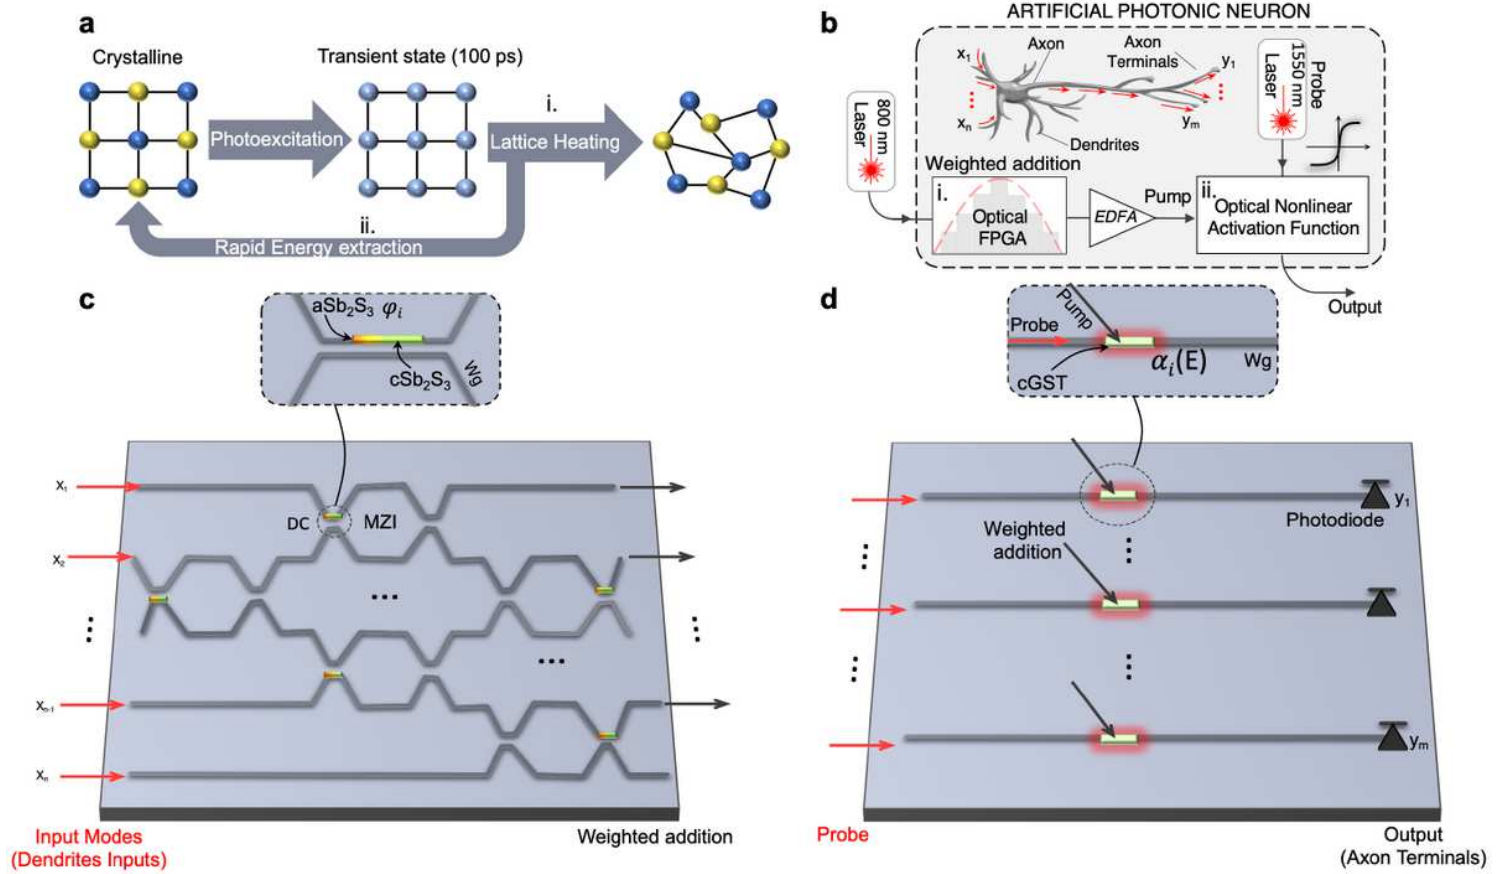 a
Crystalline
Transient state (100 ps)
Photoexcitation
i.
Lattice Heating
ii.
Rapid Energy extraction
b
ARTIFICIAL PHOTONIC NEURON
800 nm
Laser
x₁
xₙ
Axon
Axon
Terminals
y₁
yₘ
Dendrites
Probe
1550 nm
Laser
Weighted addition
i.
Optical
FPGA
EDFA
Pump
ii.
Optical Nonlinear
Activation Function
Output
c
aSb₂S₃ φᵢ
cSb₂S₃
Wg
x₁
DC
MZI
x₂
...
...
xₙ₋₁
xₙ
Input Modes
(Dendrites Inputs)
Weighted addition
d
Pump
Probe
cGST
αᵢ(E)
Wg
y₁
Photodiode
Weighted
addition
yₘ
Probe
Output
(Axon Terminals)